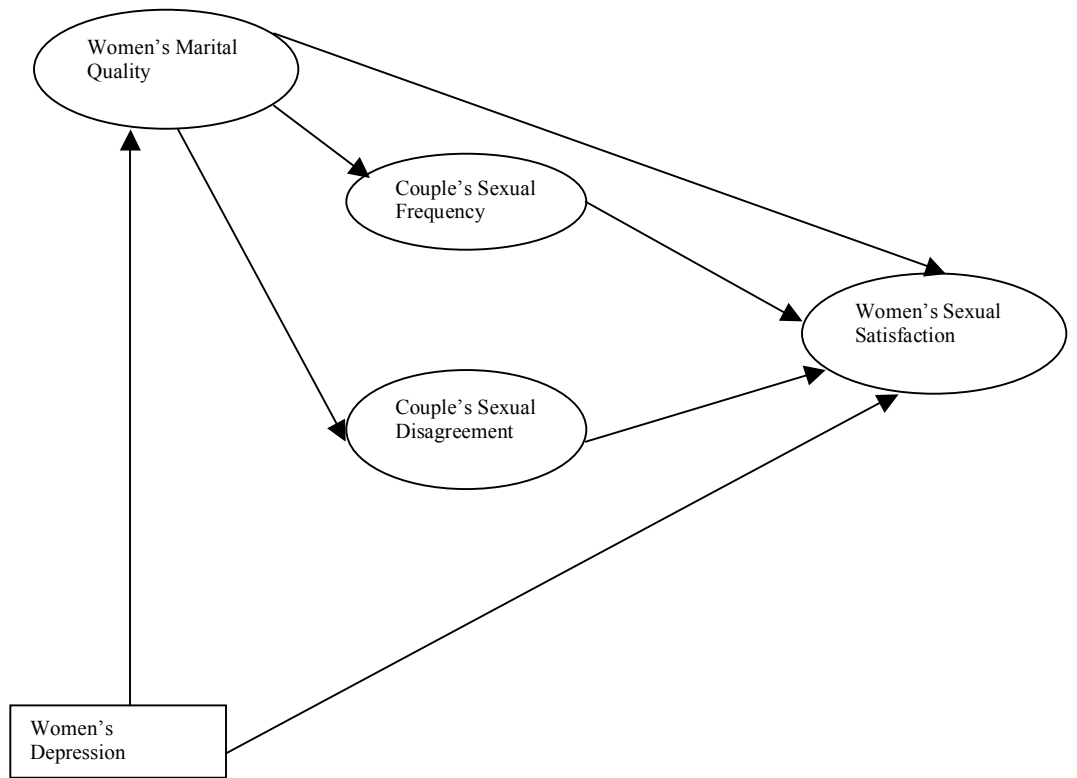 Women’s Marital
Quality
Couple’s Sexual
Frequency
Women’s Sexual
Satisfaction
Couple’s Sexual
Disagreement
Women’s
Depression